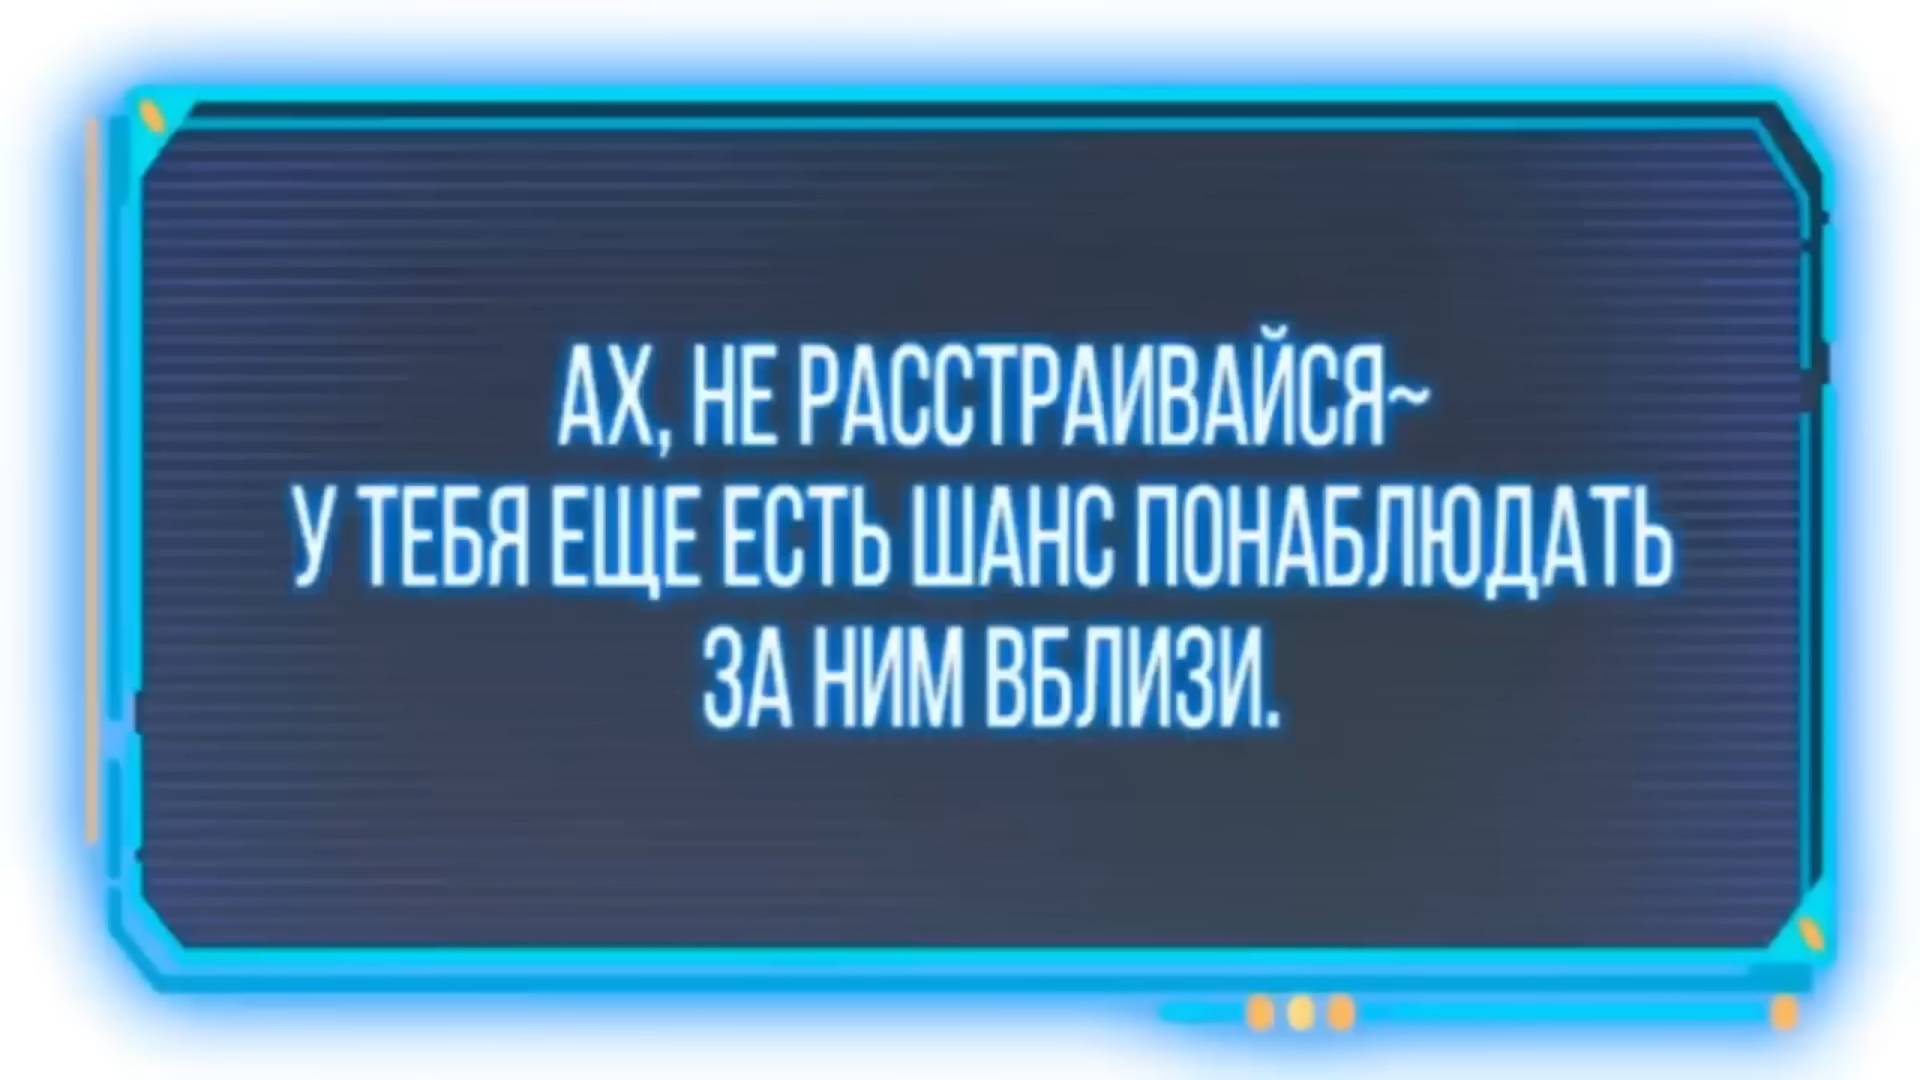 АХ, НЕ РАССТРАИВАЙСЯ~
У ТЕБЯ ЕЩЕ ЕСТЬ ШАНС ПОНАБЛЮДАТЬ
ЗА НИМ ВБЛИЗИ.